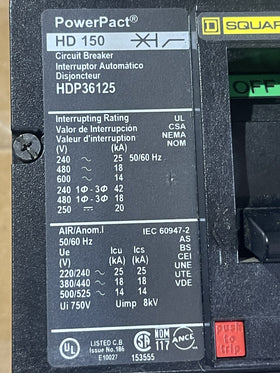 PowerPact®
HD 150
Circuit Breaker
Interruptor Automático
Disjoncteur
HDP36125
SQUAR
OFF
Interrupting Rating UL
Valor de Interrupción CSA
Valeur d'interruption NEMA
(V) (kA) NOM
240 ~ 25 50/60 Hz
480 ~ 18
600 ~ 14
240 1Φ - 3Φ 42
480 1Φ - 3Φ 18
250 20
AIR/Anom.I IEC 60947-2
50/60 Hz AS
Ue Icu Ics BS
(V) (kA) (kA) CEI
220/240 ~ 25 25 UNE
380/440 ~ 18 18 UTE
500/525 ~ 14 14 VDE
Ui 750V Uimp 8kV
push
to
trip
UL
LISTED C.B.
Issue No.186
E10027
SA
153555
NOM
117
ANCE